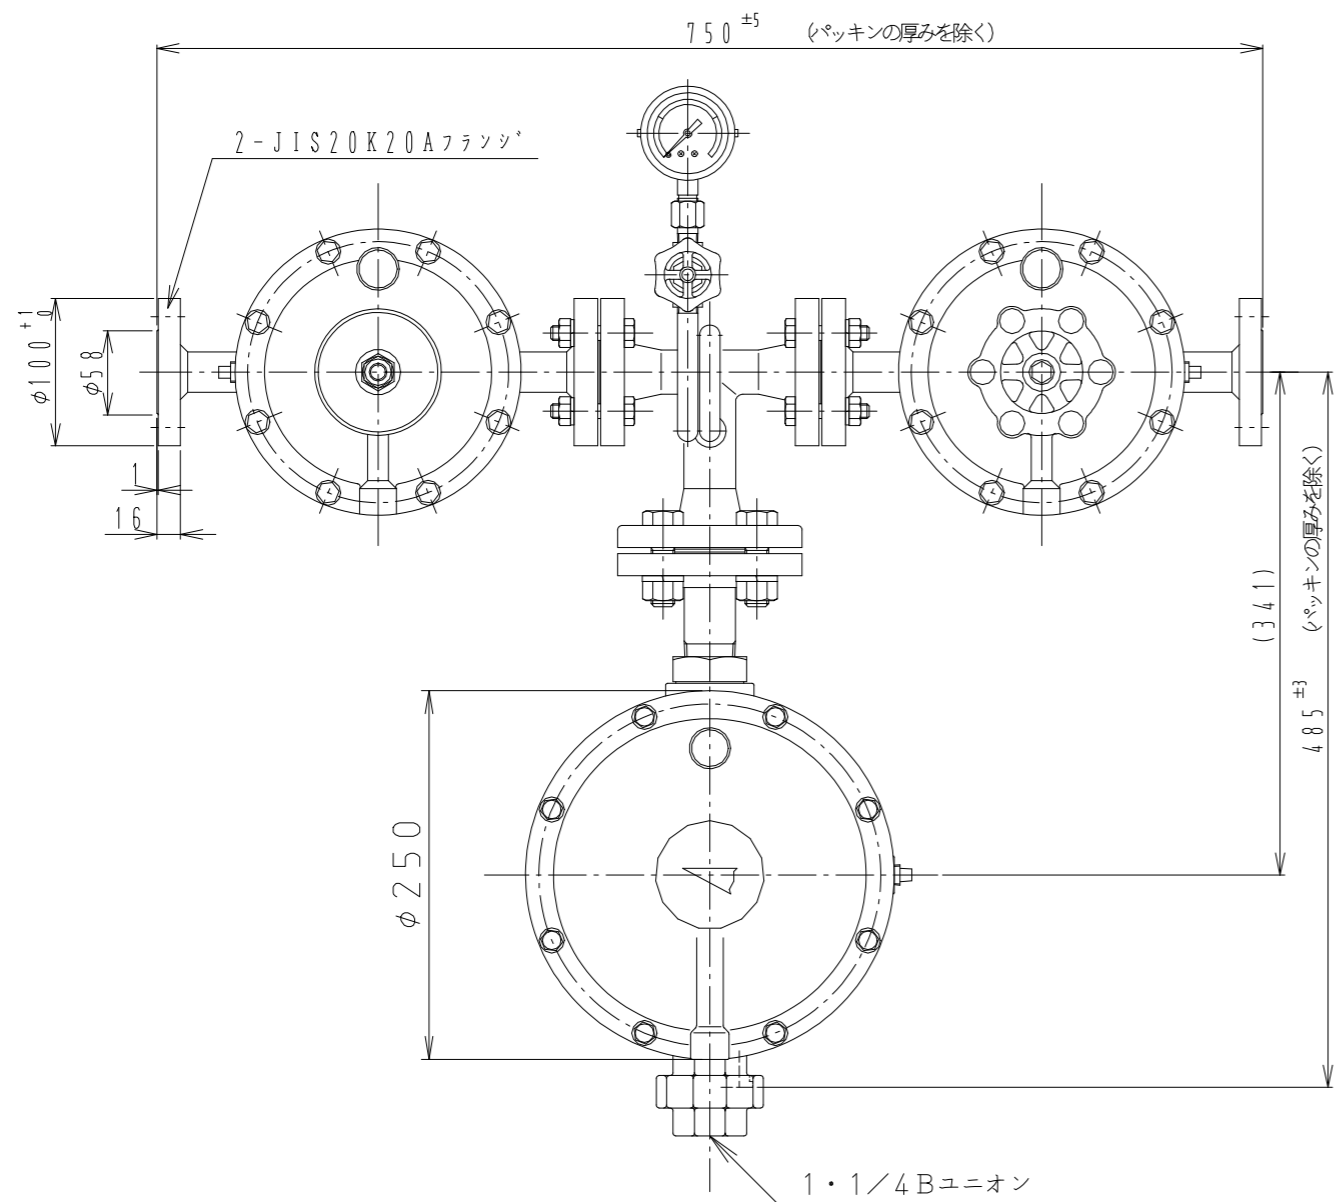 750 ±5 (パッキンの厚みを除く)
2-JIS20K20Aフランジ
φ100 +1 0
φ58
1
16
(341)
485 ±3 (パッキンの厚みを除く)
φ250
1・1/4Bユニオン